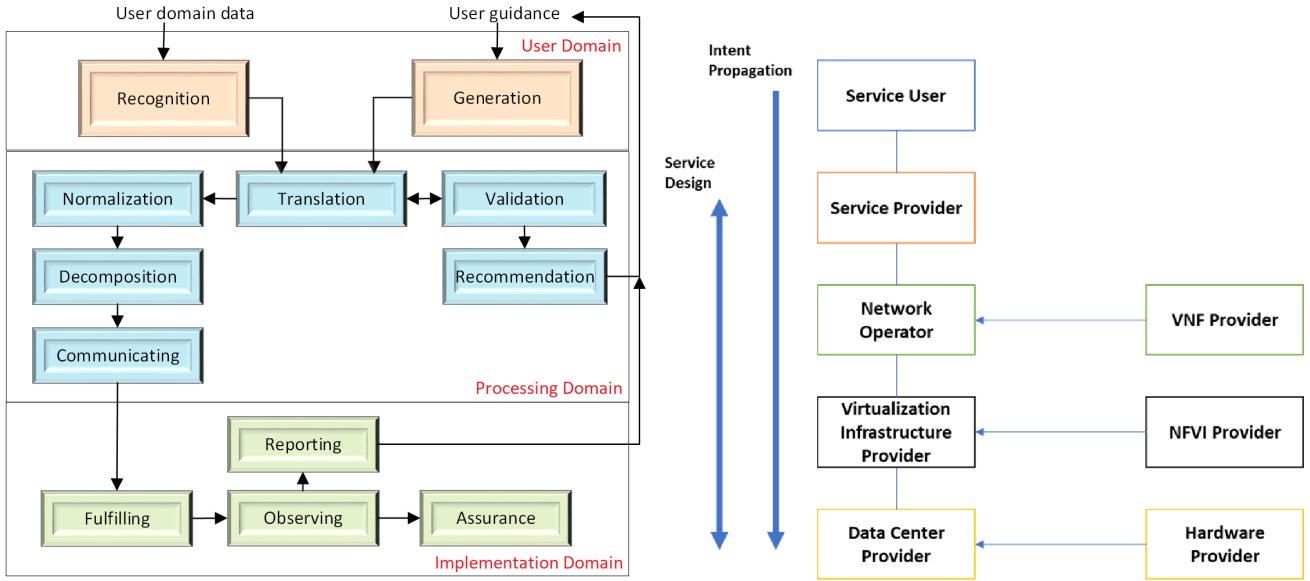 User domain data
User guidance
User Domain
Recognition
Generation
Normalization
Translation
Validation
Decomposition
Recommendation
Communicating
Processing Domain
Reporting
Fulfilling
Observing
Assurance
Implementation Domain
Intent
Propagation
Service
Design
Service User
Service Provider
Network
Operator
VNF Provider
Virtualization
Infrastructure
Provider
NFVI Provider
Data Center
Provider
Hardware
Provider